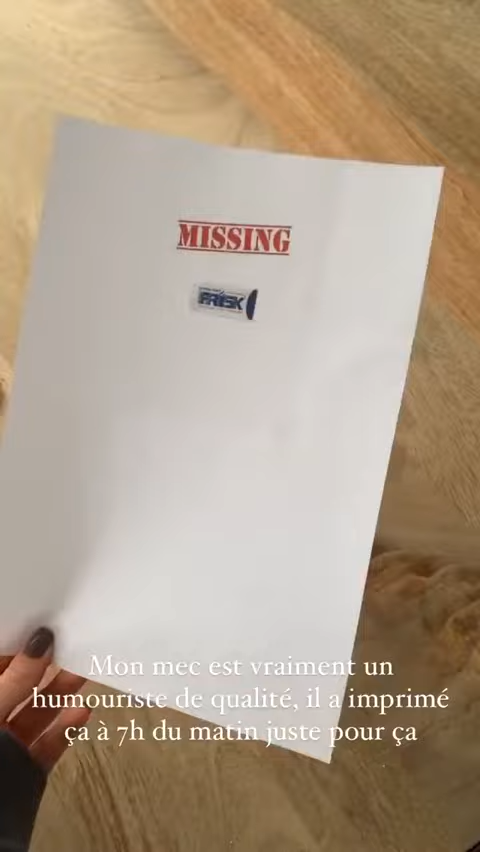 MISSING
FRISK
Mon mec est vraiment un
humouriste de qualité, il a imprimé
ça à 7h du matin juste pour ça